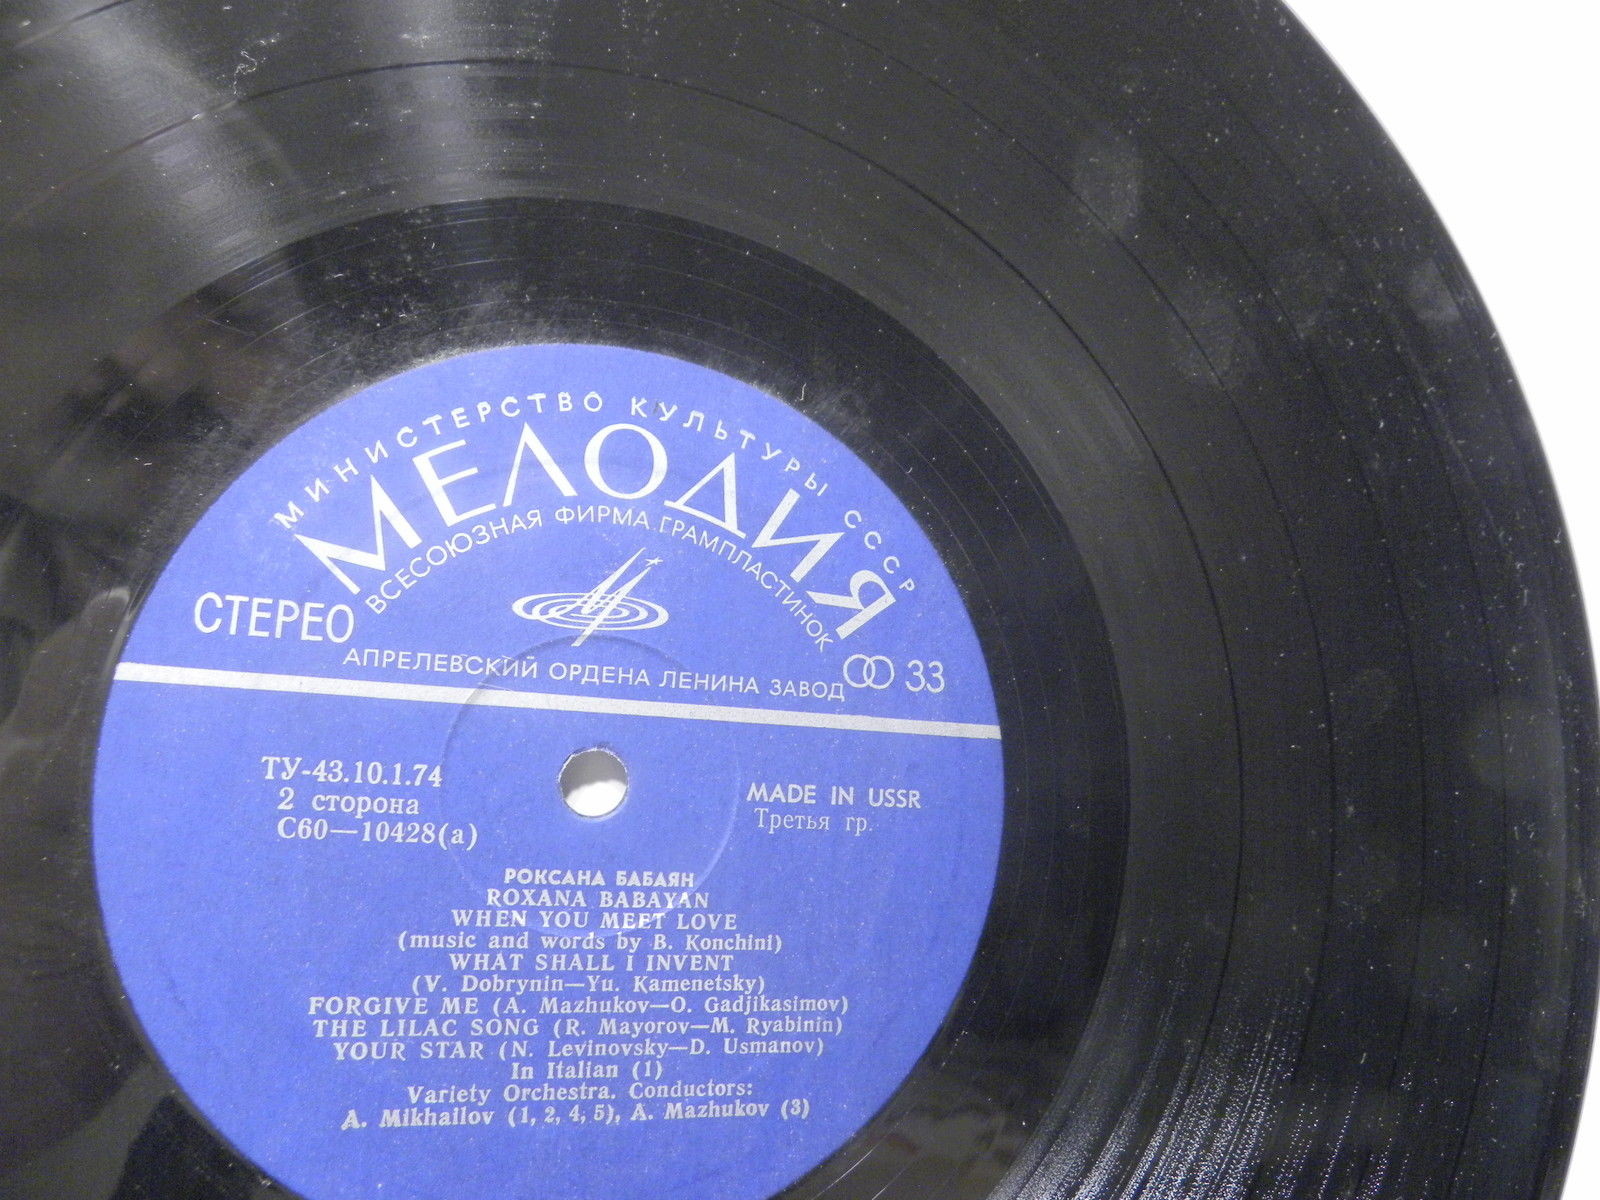 МИНИСТЕРСТВО КУЛЬТУРЫ СССР
МЕЛОДИЯ
ВСЕСОЮЗНАЯ ФИРМА ГРАМПЛАСТИНОК
СТЕРЕО
АПРЕЛЕВСКИЙ ОРДЕНА ЛЕНИНА ЗАВОД
33
ТУ-43.10.1.74
2 сторона
С60—10428(а)
MADE IN USSR
Третья гр.
РОКСАНА БАБАЯН
ROXANA BABAYAN
WHEN YOU MEET LOVE
(music and words by B. Konchini)
WHAT SHALL I INVENT
(V. Dobrynin—Yu. Kamenetsky)
FORGIVE ME (A. Mazhukov—O. Gadjikasimov)
THE LILAC SONG (R. Mayorov—M. Ryabinin)
YOUR STAR (N. Levinovsky—D. Usmanov)
In Italian (1)
Variety Orchestra. Conductors:
A. Mikhailov (1, 2, 4, 5), A. Mazhukov (3)